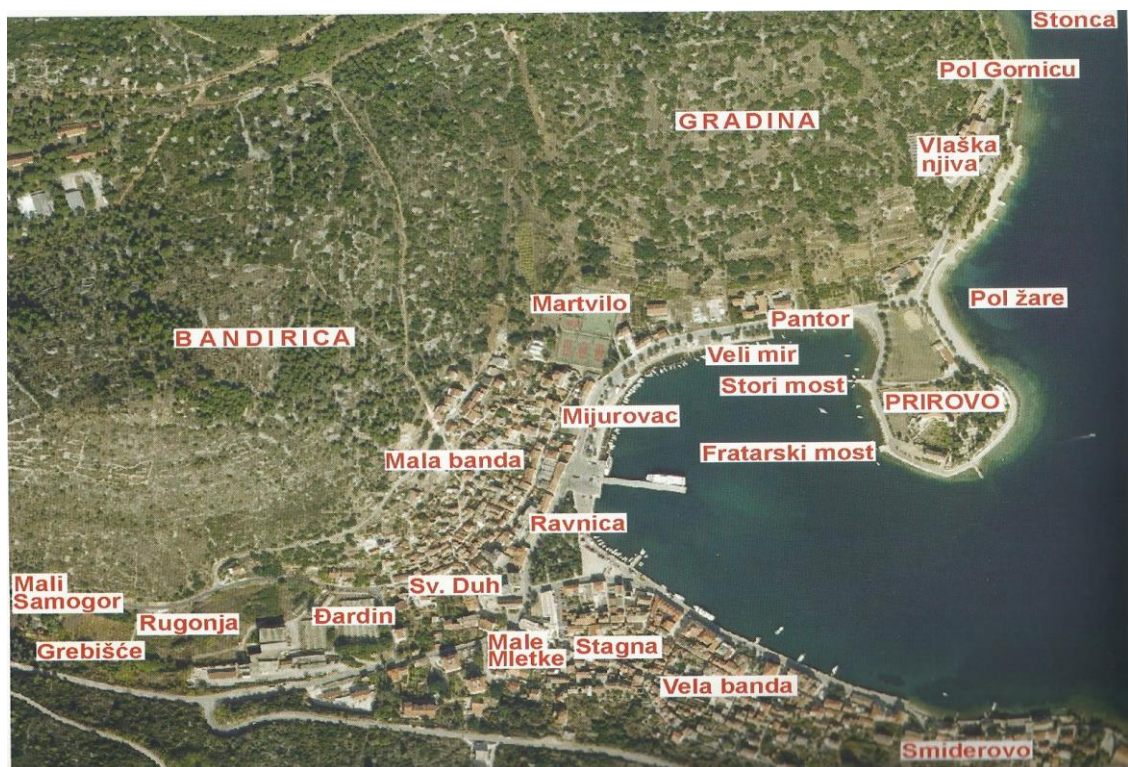 Stonca
Pol Gornicu
GRADINA
Vlaška
njiva
Martvilo
Pol žare
Pantor
BANDIRICA
Veli mir
Stori most
PRIROVO
Mijurovac
Mala banda
Fratarski most
Ravnica
Mali
Samogor
Sv. Duh
Rugonja
Đardin
Grebišće
Male
Mletke
Stagna
Vela banda
Smiderovo